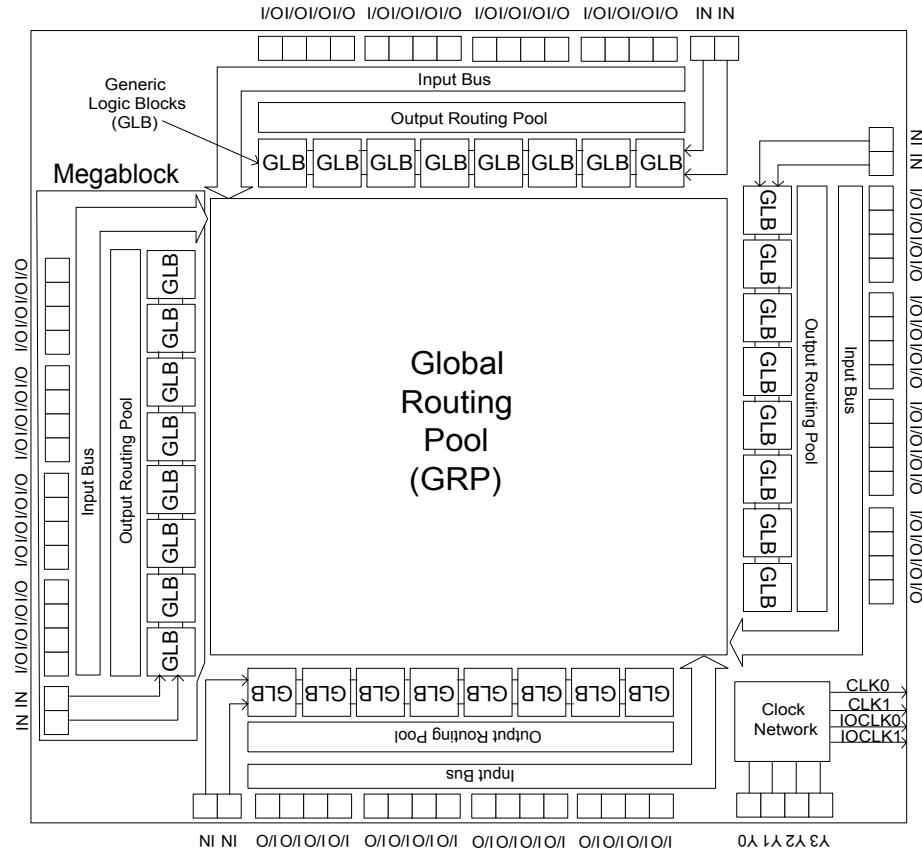 I/OI/OI/OI/O I/OI/OI/OI/O I/OI/OI/OI/O I/OI/OI/OI/O IN IN
Input Bus
Output Routing Pool
Generic
Logic Blocks
(GLB)
GLB GLB GLB GLB GLB GLB GLB GLB
Megablock
I/OI/OI/OI/O I/OI/OI/OI/O I/OI/OI/OI/O I/OI/OI/OI/O
IN IN
Input Bus
Output Routing Pool
GLB GLB GLB GLB GLB GLB GLB GLB
Global
Routing
Pool
(GRP)
GLB GLB GLB GLB GLB GLB GLB GLB
Output Routing Pool
Input Bus
IN IN
I/OI/OI/OI/O I/OI/OI/OI/O I/OI/OI/OI/O I/OI/OI/OI/O
GLB GLB GLB GLB GLB GLB GLB GLB
Output Routing Pool
Input Bus
IN IN I/OI/OI/OI/O I/OI/OI/OI/O I/OI/OI/OI/O I/OI/OI/OI/O
Clock
Network
CLK0
CLK1
IOCLK0
IOCLK1
Y3 Y2 Y1 Y0